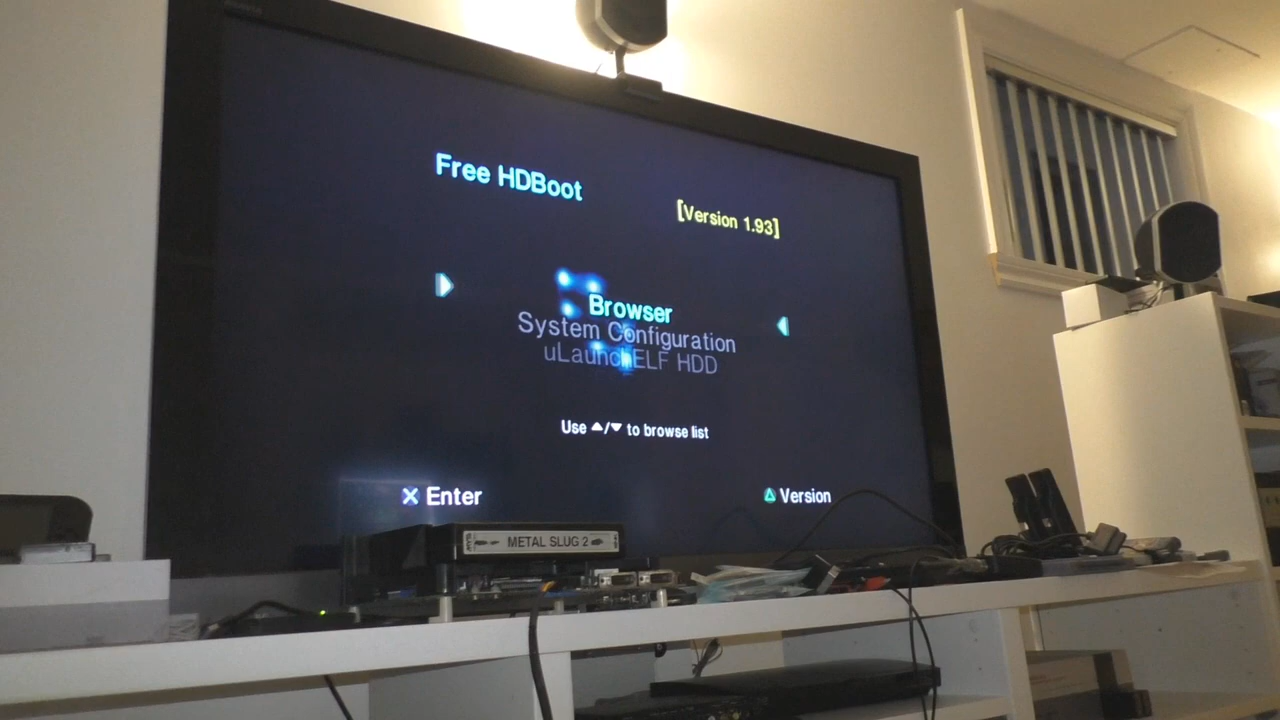 Free HDBoot
[Version 1.93]
Browser
System Configuration
uLaunchELF HDD
Use ▲/▼ to browse list
Enter
Version
METAL SLUG 2